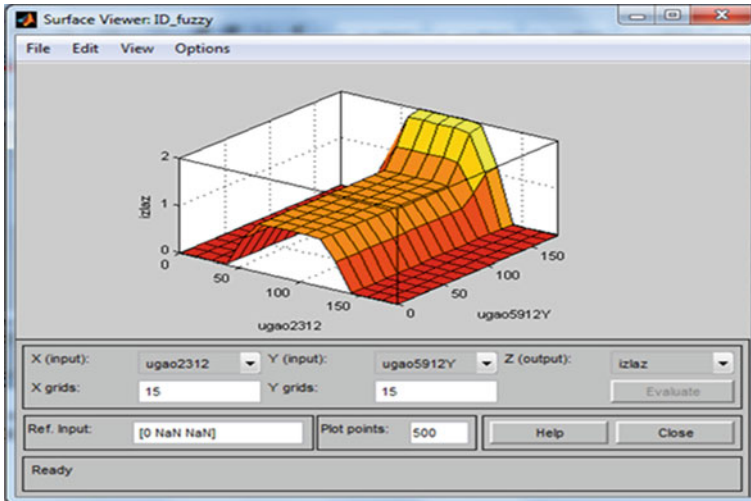 Surface Viewer: ID_fuzzy
File Edit View Options
2
1
0
izlaz
0
50
100
150
ugao2312
0
50
100
150
ugao5912Y
X (input): ugao2312 Y (input): ugao5912Y Z (output): izlaz
X grids: 15 Y grids: 15 Evaluate
Ref. Input: [0 NaN NaN] Plot points: 500 Help Close
Ready